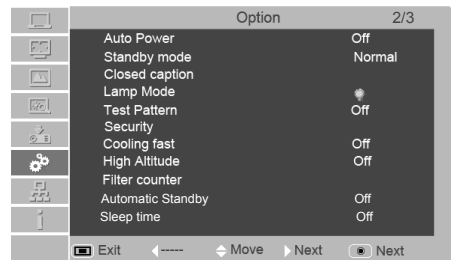 Option 2/3
Auto Power Off
Standby mode Normal
Closed caption
Lamp Mode
Test Pattern Off
Security
Cooling fast Off
High Altitude Off
Filter counter
Automatic Standby Off
Sleep time Off
Exit ----- Move Next Next